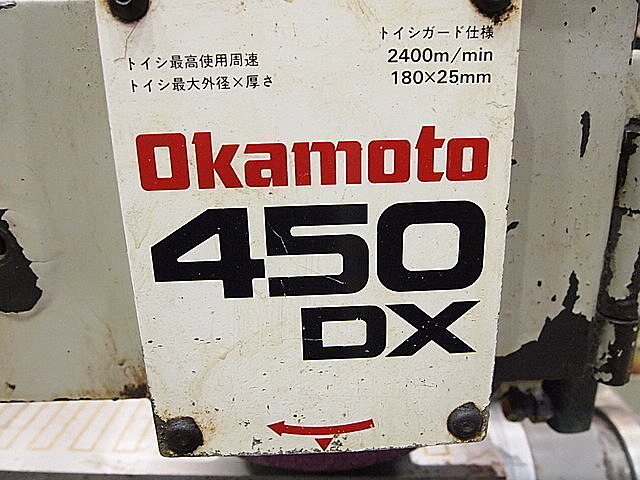 トイシガード仕様
トイシ最高使用周速 2400m/min
トイシ最大外径×厚さ 180×25mm
Okamoto
450
DX